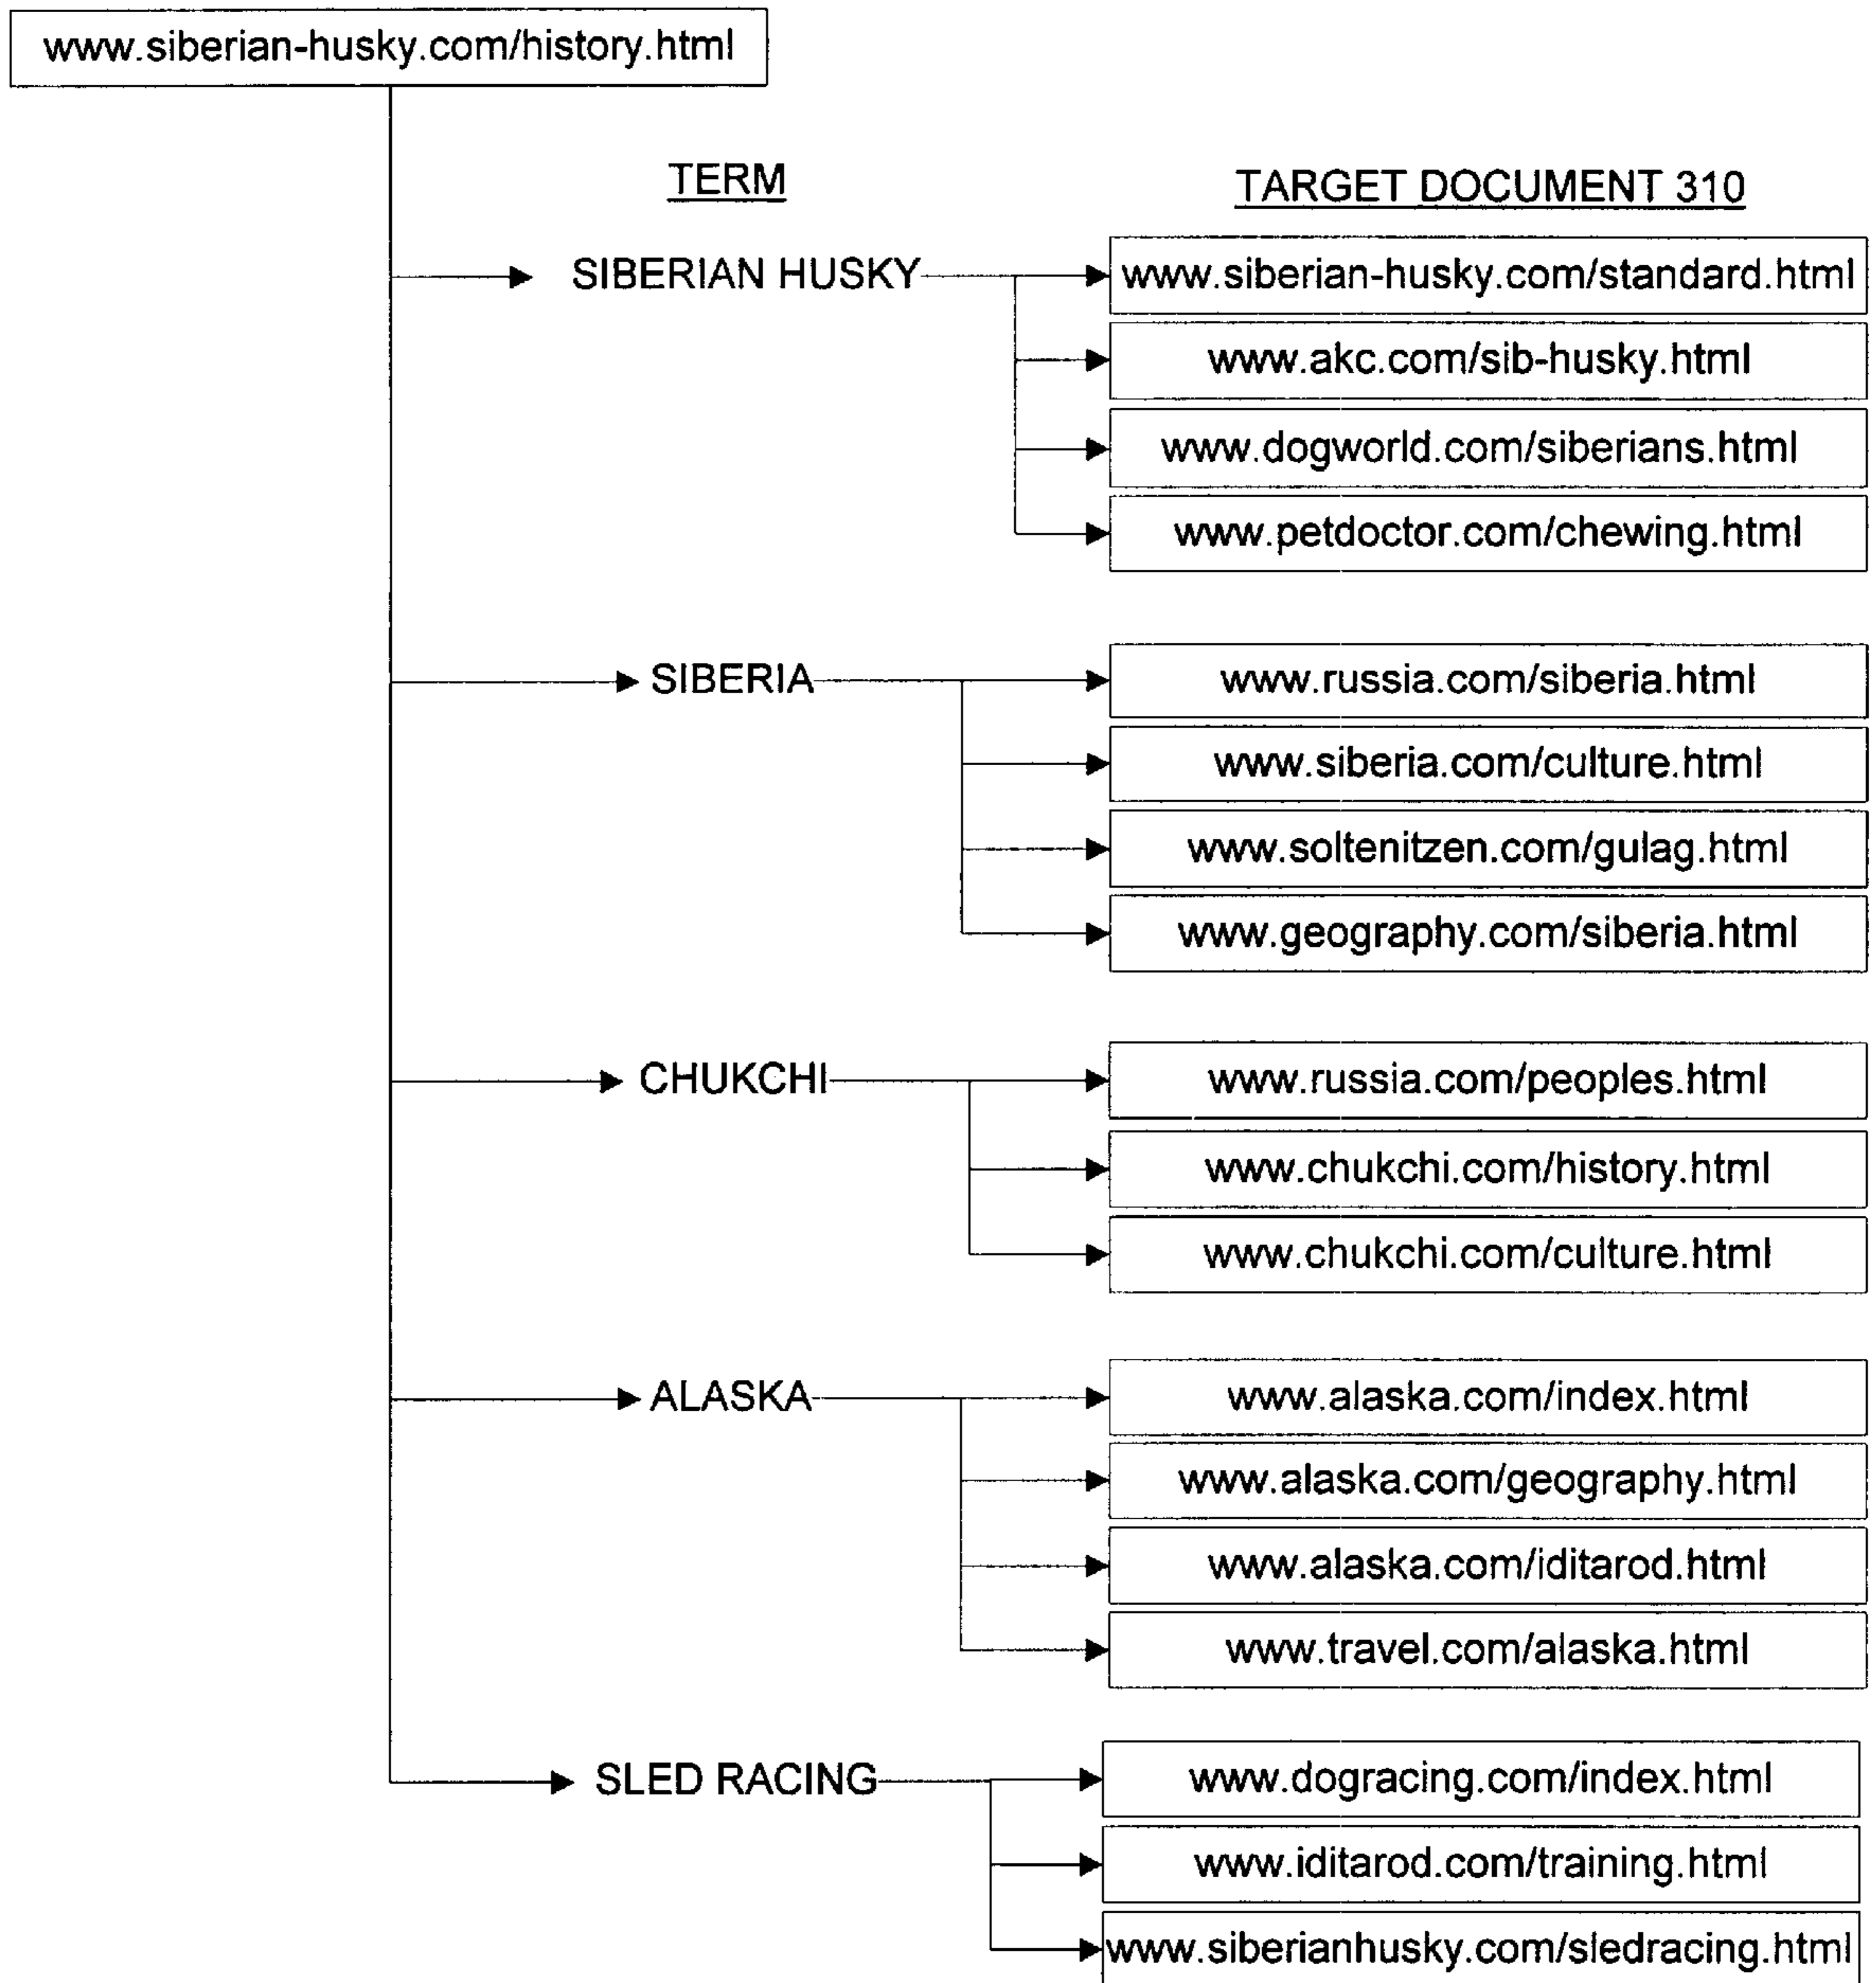 www.siberian-husky.com/history.html
TERM
TARGET DOCUMENT 310
SIBERIAN HUSKY
www.siberian-husky.com/standard.html
www.akc.com/sib-husky.html
www.dogworld.com/siberians.html
www.petdoctor.com/chewing.html
SIBERIA
www.russia.com/siberia.html
www.siberia.com/culture.html
www.soltenitzen.com/gulag.html
www.geography.com/siberia.html
CHUKCHI
www.russia.com/peoples.html
www.chukchi.com/history.html
www.chukchi.com/culture.html
ALASKA
www.alaska.com/index.html
www.alaska.com/geography.html
www.alaska.com/iditarod.html
www.travel.com/alaska.html
SLED RACING
www.dogracing.com/index.html
www.iditarod.com/training.html
www.siberianhusky.com/sledracing.html